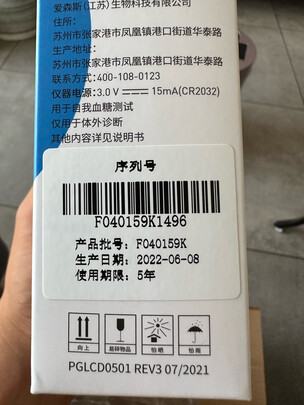 爱森斯(江苏)生物科技有限公司
住所:
苏州市张家港市凤凰镇港口街道华泰路
生产地址:
苏州市张家港市凤凰镇港口街道华泰路
联系方式:400-108-0123
仪器电源:3.0V ⎓ 15mA(CR2032)
用于自我血糖测试
仅用于体外诊断
其他内容详见说明书
序列号
F040159K1496
产品批号: F040159K
生产日期: 2022-06-08
使用期限: 5年
向上
易碎物品
怕晒
怕雨
PGLCD0501 REV3 07/2021